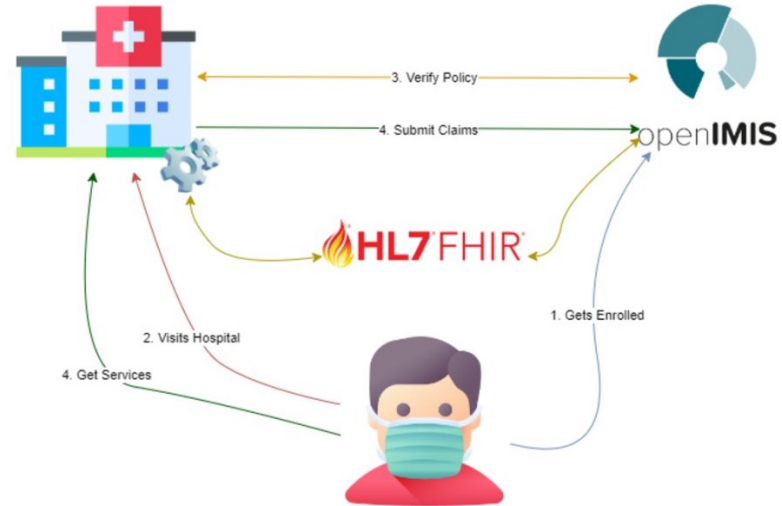 3. Verify Policy
4. Submit Claims
openIMIS
HL7 FHIR
1. Gets Enrolled
2. Visits Hospital
4. Get Services